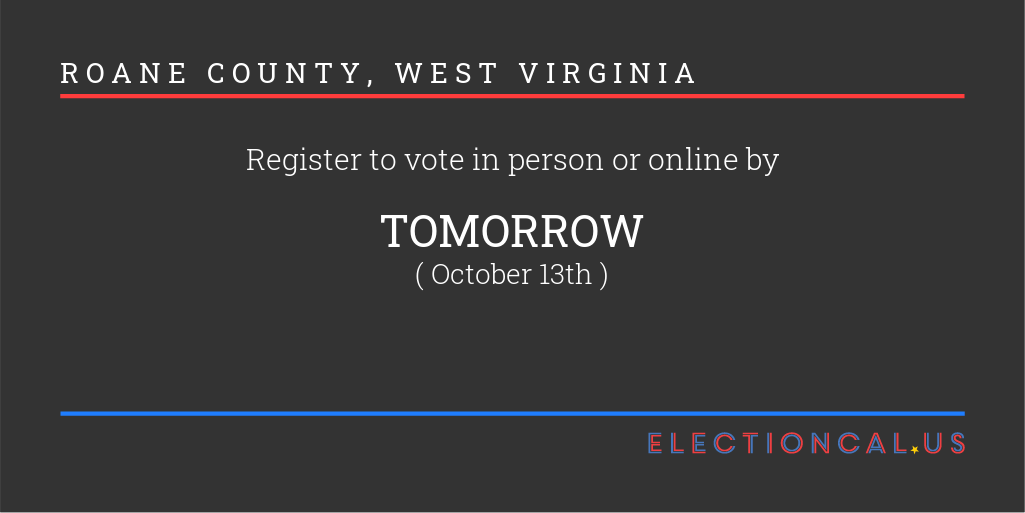 ROANE COUNTY, WEST VIRGINIA
Register to vote in person or online by
TOMORROW
( October 13th )
ELECTIONCAL.US